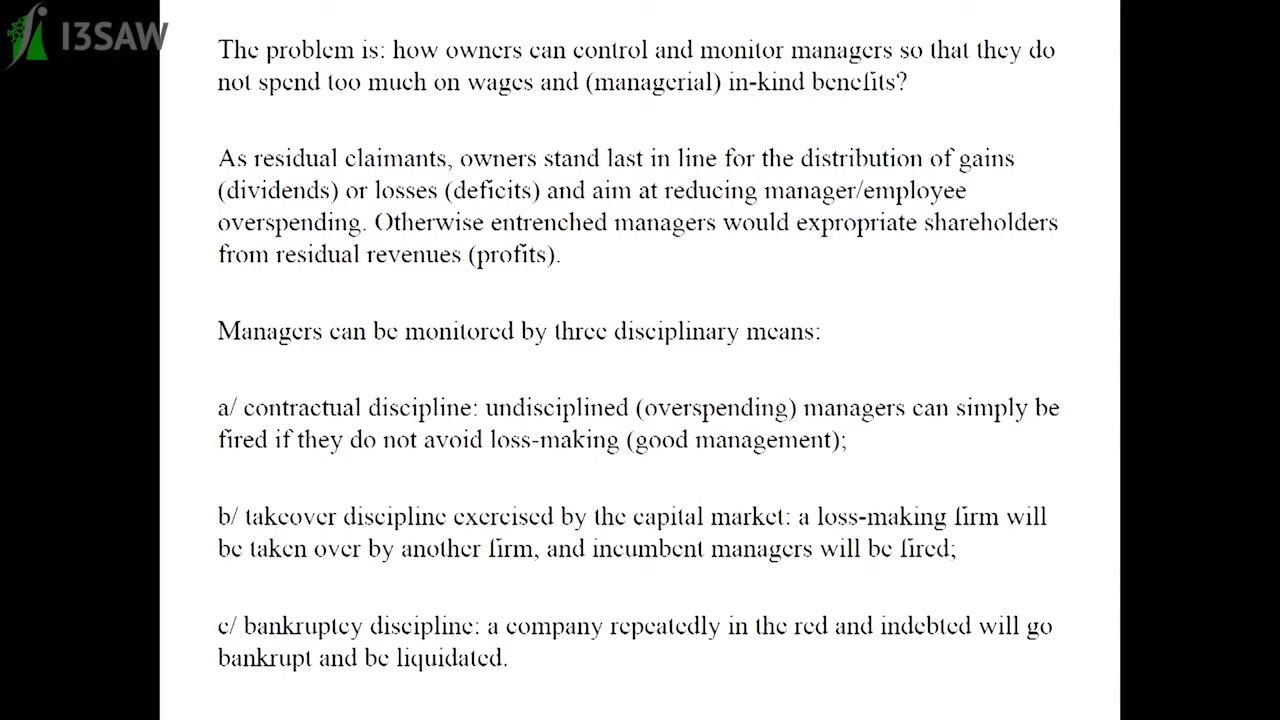 I3SAW
The problem is: how owners can control and monitor managers so that they do
not spend too much on wages and (managerial) in-kind benefits?
As residual claimants, owners stand last in line for the distribution of gains
(dividends) or losses (deficits) and aim at reducing manager/employee
overspending. Otherwise entrenched managers would expropriate shareholders
from residual revenues (profits).
Managers can be monitored by three disciplinary means:
a/ contractual discipline: undisciplined (overspending) managers can simply be
fired if they do not avoid loss-making (good management);
b/ takeover discipline exercised by the capital market: a loss-making firm will
be taken over by another firm, and incumbent managers will be fired;
c/ bankruptcy discipline: a company repeatedly in the red and indebted will go
bankrupt and be liquidated.